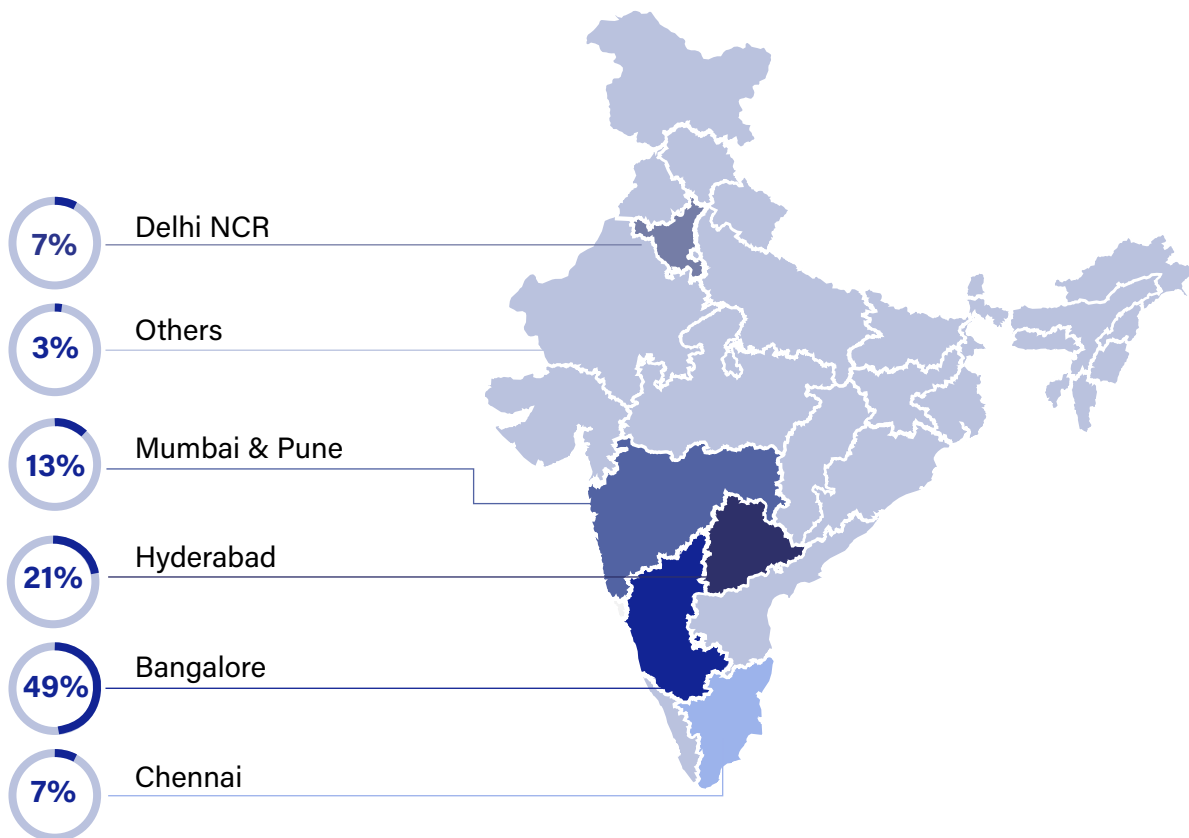 7%
Delhi NCR
3%
Others
13%
Mumbai & Pune
21%
Hyderabad
49%
Bangalore
7%
Chennai